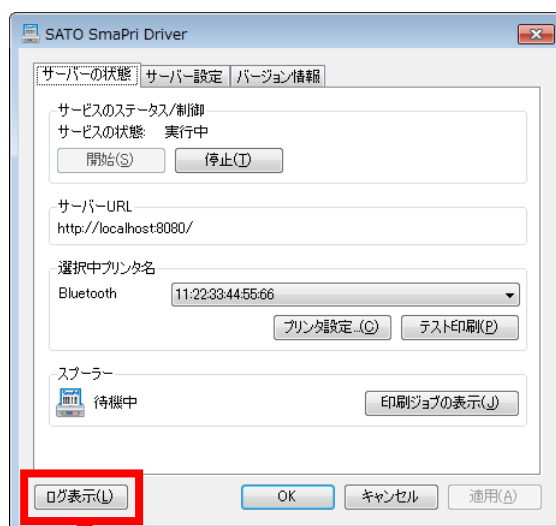 SATO SmaPri Driver
サーバーの状態 サーバー設定 バージョン情報
サービスのステータス/制御
サービスの状態: 実行中
開始(S) 停止(T)
サーバーURL
http://localhost:8080/
選択中プリンタ名
Bluetooth 11:22:33:44:55:66
プリンタ設定...(C) テスト印刷(P)
スプーラー
待機中 印刷ジョブの表示(J)
ログ表示(L) OK キャンセル 適用(A)